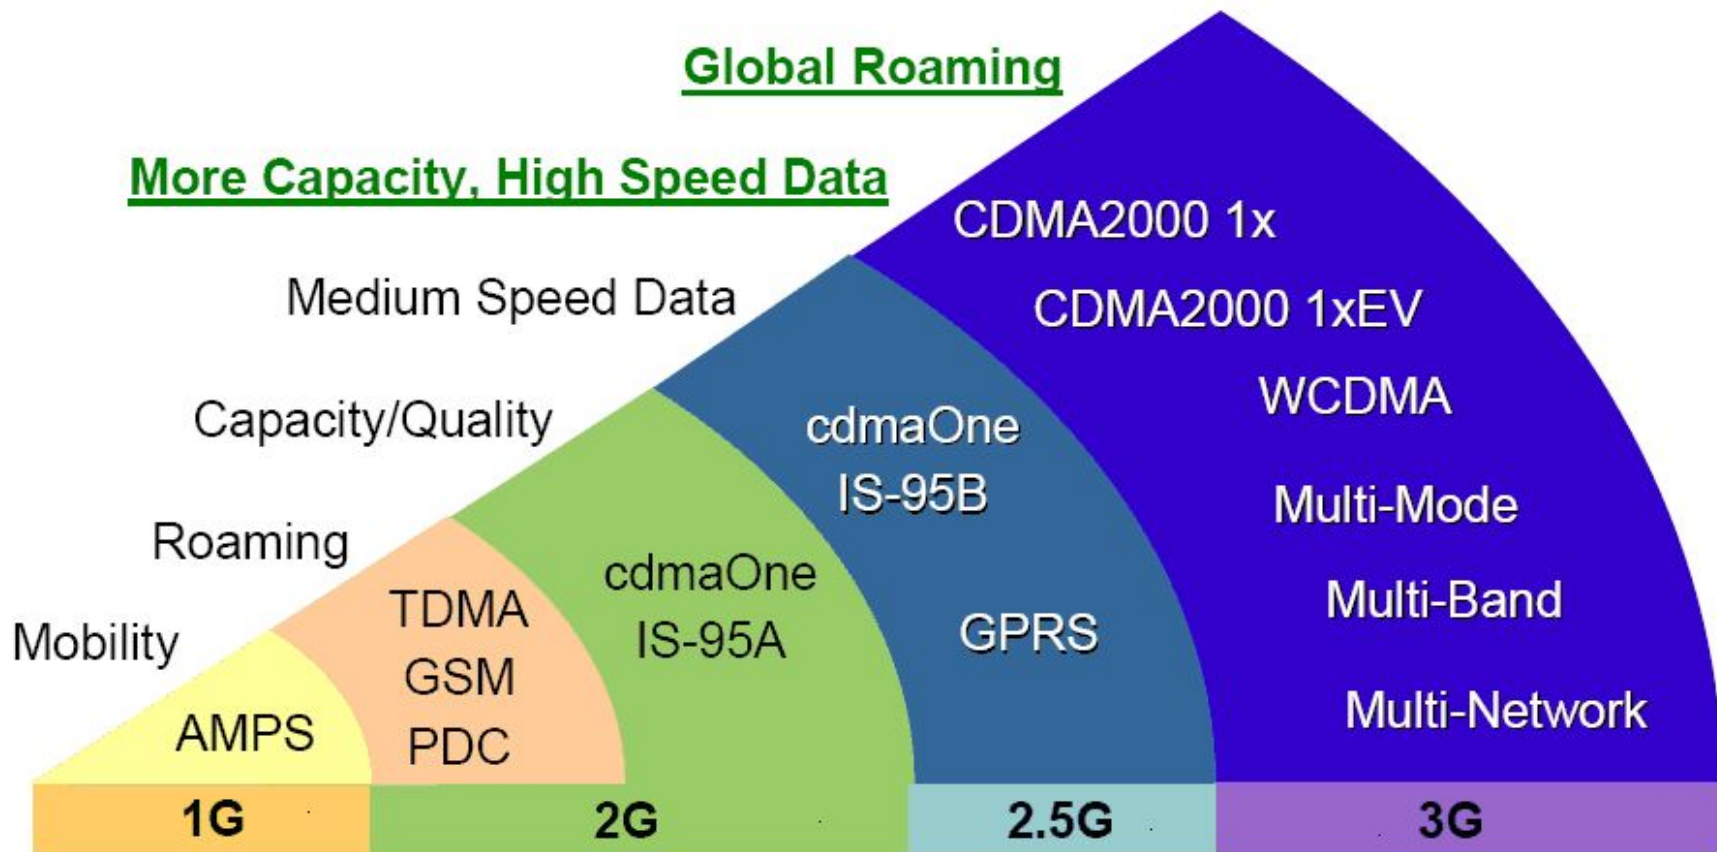 Global Roaming
More Capacity, High Speed Data
CDMA2000 1x
Medium Speed Data
CDMA2000 1xEV
WCDMA
Capacity/Quality
cdmaOne
IS-95B
Multi-Mode
Roaming
cdmaOne
IS-95A
TDMA
GSM
PDC
GPRS
Multi-Band
Mobility
AMPS
Multi-Network
1G
2G
2.5G
3G